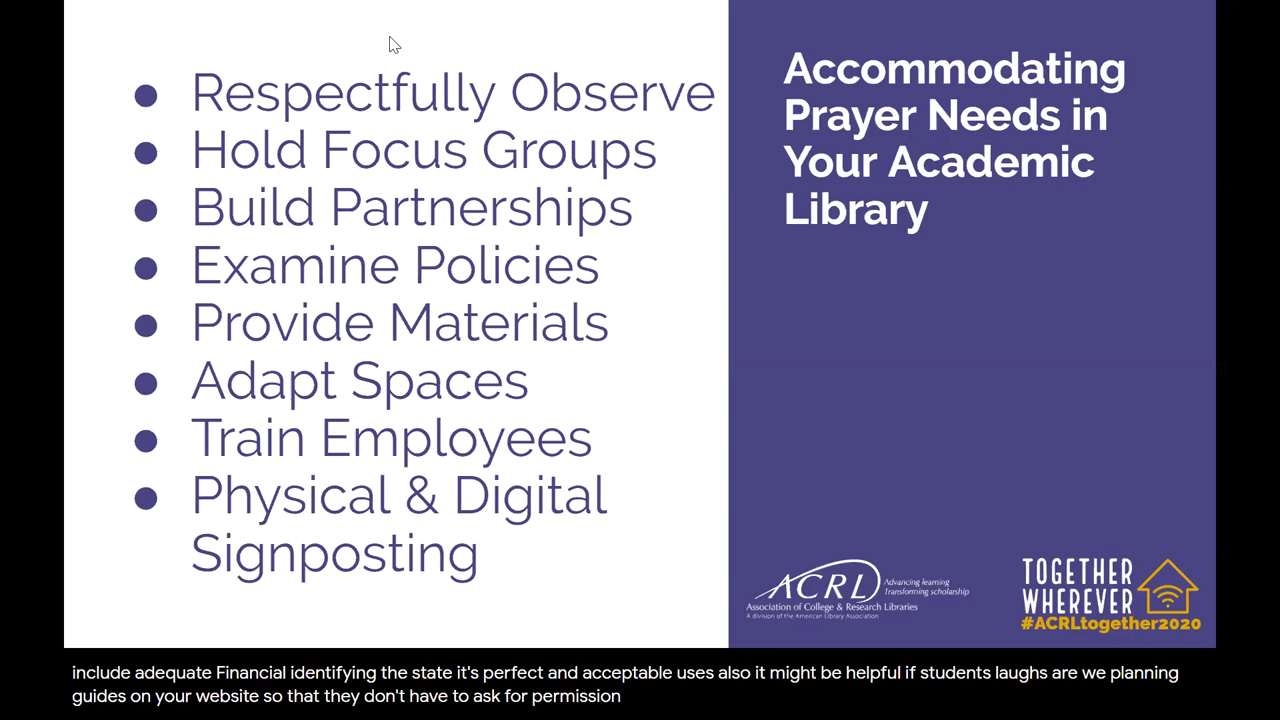 ● Respectfully Observe
● Hold Focus Groups
● Build Partnerships
● Examine Policies
● Provide Materials
● Adapt Spaces
● Train Employees
● Physical & Digital
Signposting
Accommodating
Prayer Needs in
Your Academic
Library
ACRL
Advancing learning
Transforming scholarship
Association of College & Research Libraries
A division of the American Library Association
TOGETHER
WHEREVER
#ACRLtogether2020
include adequate Financial identifying the state it's perfect and acceptable uses also it might be helpful if students laughs are we planning
guides on your website so that they don't have to ask for permission